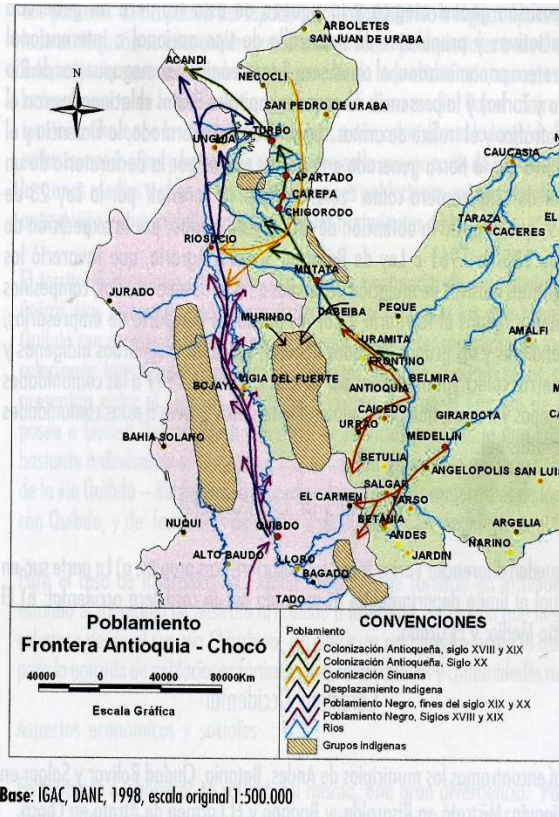 ARBOLETES
SAN JUAN DE URABA
ACANDI
NECOCLI
N
SAN PEDRO DE URABA
TURBO
UNGUIA
CAUCASIA
APARTADO
CAREPA
CHIGORODO
TARAZA
EL
CACERES
RIOSUCIO
MUTATA
JURADO
DABEIBA
PEQUE
MURINDO
URAMITA
AMALFI
FRONTINO
VIGIA DEL FUERTE
ANTIOQUIA
BELMIRA
BOJAYA
CAICEDO
GIRARDOTA
URRAO
MEDELLIN
BAHIA SOLANO
BETULIA
ANGELOPOLIS
SAN LUIS
SALGAR
EL CARMEN
TARSO
NUQUI
QUIBDO
BETANIA
ARGELIA
ANDES
NARINO
ALTO BAUDO
LLORO
JARDIN
BAGADO
TADO
Poblamiento
Frontera Antioquia - Chocó
40000 0 40000 80000Km
Escala Gráfica
CONVENCIONES
Poblamiento
Colonización Antioqueña, siglo XVIII y XIX
Colonización Antioqueña, Siglo XX
Colonización Sinuana
Desplazamiento Indigena
Poblamiento Negro, fines del siglo XIX y XX
Poblamiento Negro, Siglos XVIII y XIX
Rios
Grupos indigenas
Base: IGAC, DANE, 1998, escala original 1:500.000